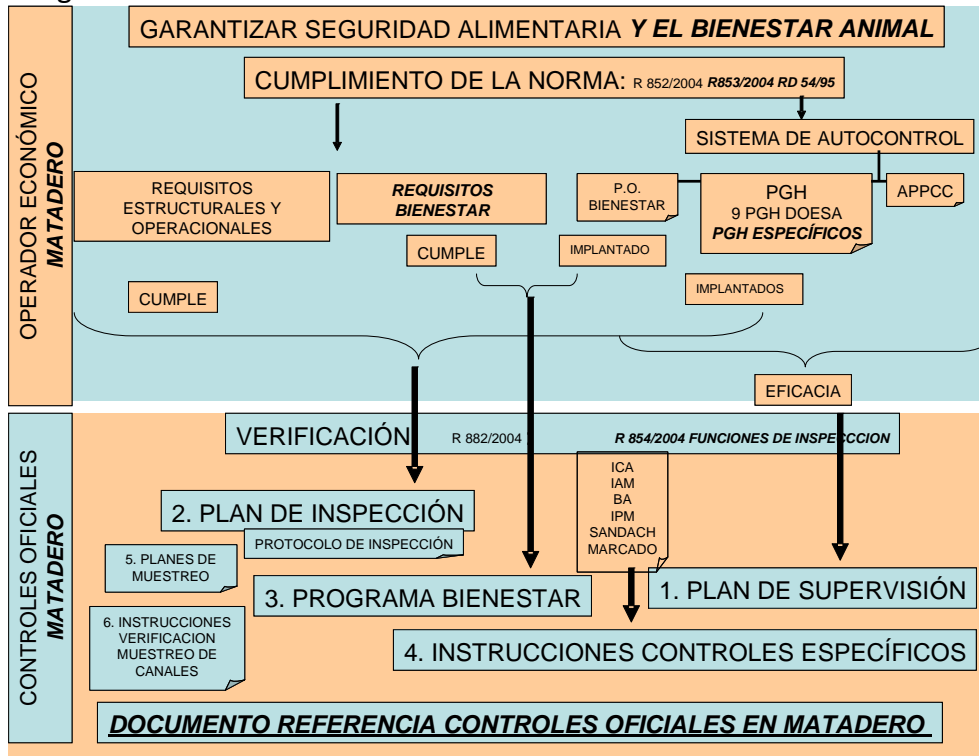 GARANTIZAR SEGURIDAD ALIMENTARIA Y EL BIENESTAR ANIMAL
CUMPLIMIENTO DE LA NORMA: R 852/2004 R853/2004 RD 54/95
SISTEMA DE AUTOCONTROL
OPERADOR ECONÓMICO
MATADERO
REQUISITOS
ESTRUCTURALES Y
OPERACIONALES
REQUISITOS
BIENESTAR
P.O.
BIENESTAR
PGH
9 PGH DOESA
PGH ESPECÍFICOS
APPCC
CUMPLE
IMPLANTADO
CUMPLE
IMPLANTADOS
EFICACIA
CONTROLES OFICIALES
MATADERO
VERIFICACIÓN R 882/2004 R 854/2004 FUNCIONES DE INSPECCCION
ICA
IAM
BA
IPM
SANDACH
MARCADO
2. PLAN DE INSPECCIÓN
PROTOCOLO DE INSPECCIÓN
5. PLANES DE
MUESTREO
3. PROGRAMA BIENESTAR
1. PLAN DE SUPERVISIÓN
6. INSTRUCCIONES
VERIFICACION
MUESTREO DE
CANALES
4. INSTRUCCIONES CONTROLES ESPECÍFICOS
DOCUMENTO REFERENCIA CONTROLES OFICIALES EN MATADERO